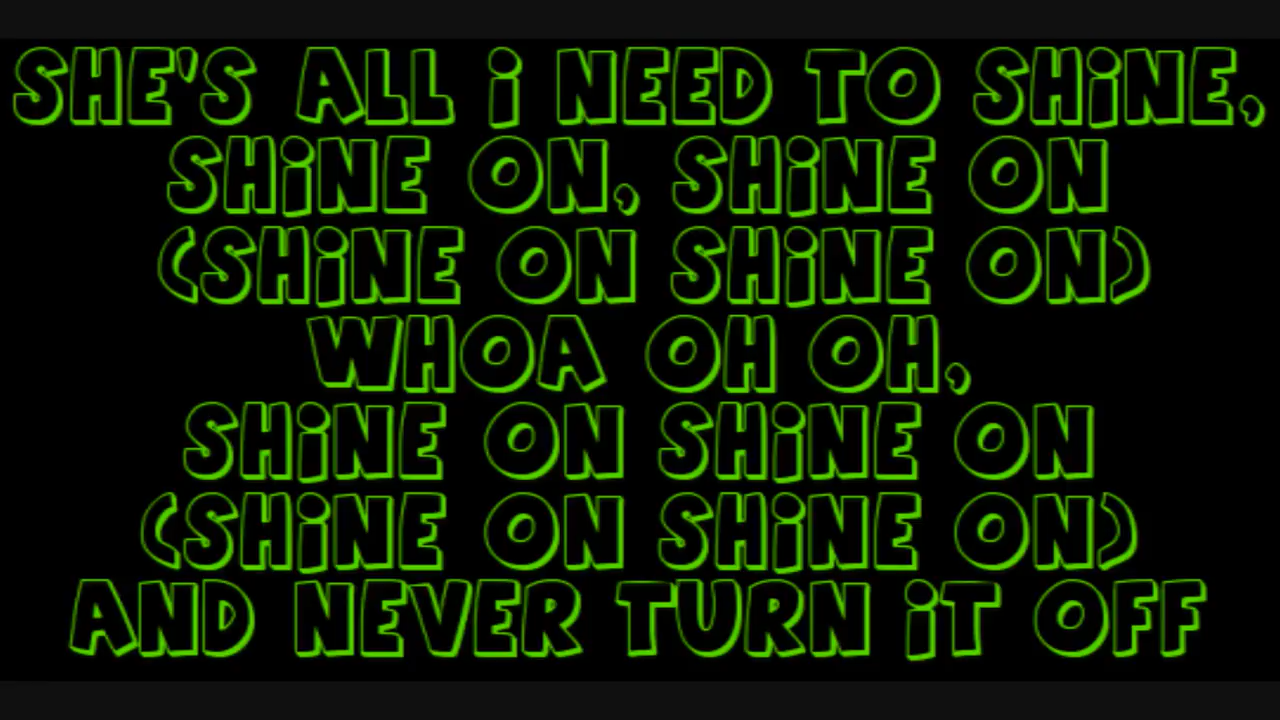 SHE'S ALL i NEED TO SHiNE,
SHiNE ON, SHiNE ON
(SHiNE ON SHiNE ON)
WHOA OH OH,
SHiNE ON SHiNE ON
(SHiNE ON SHiNE ON)
AND NEVER TURN iT OFF